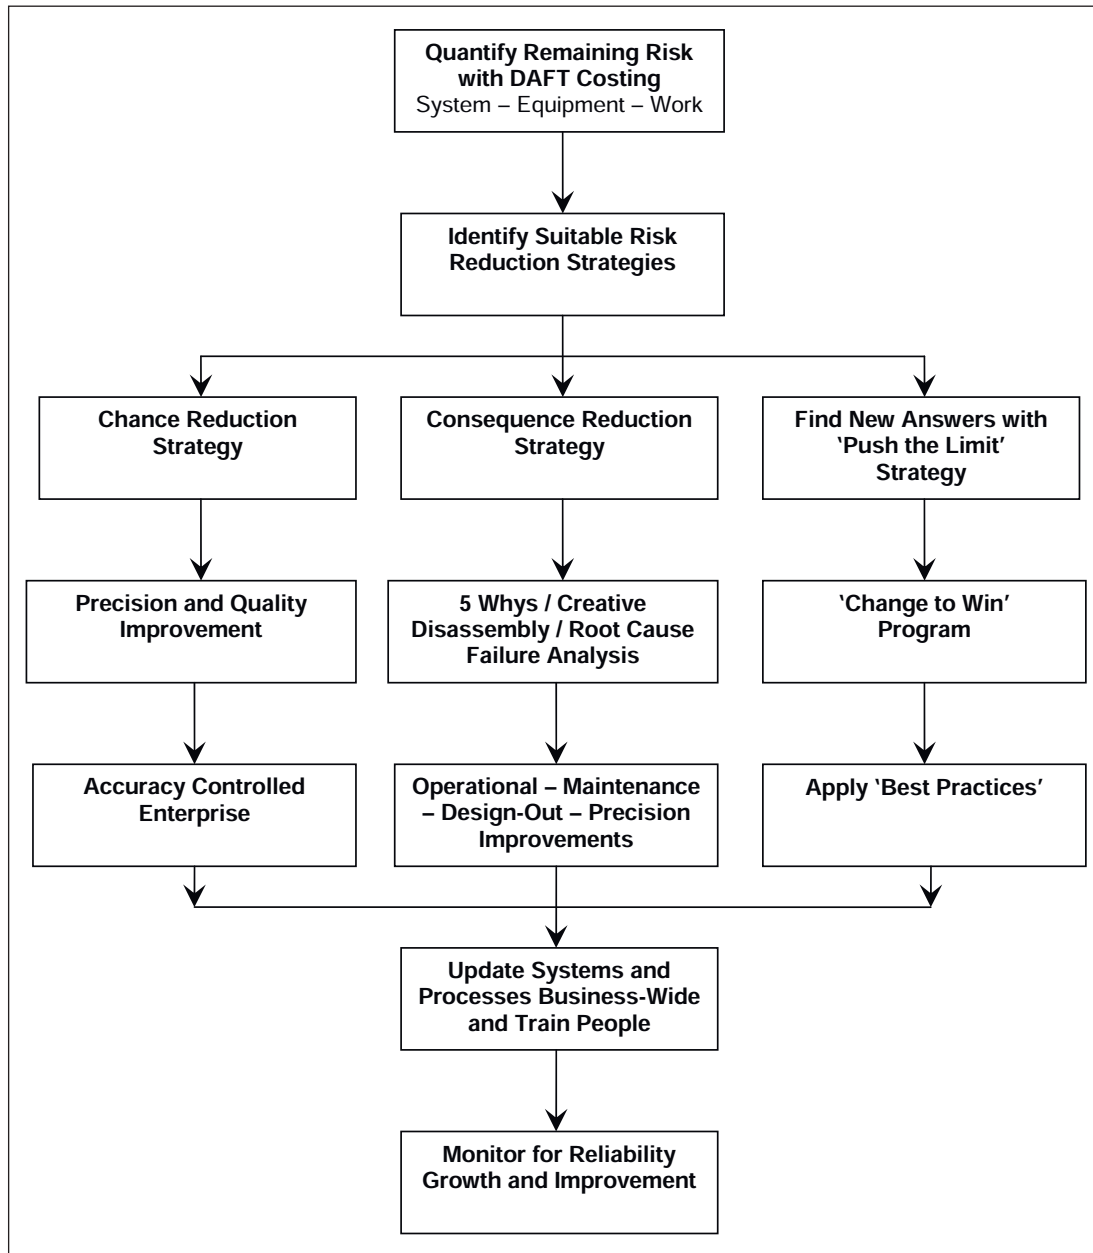 Quantify Remaining Risk
with DAFT Costing
System – Equipment – Work
Identify Suitable Risk
Reduction Strategies
Chance Reduction
Strategy
Consequence Reduction
Strategy
Find New Answers with
‘Push the Limit’
Strategy
Precision and Quality
Improvement
5 Whys / Creative
Disassembly / Root Cause
Failure Analysis
‘Change to Win’
Program
Accuracy Controlled
Enterprise
Operational – Maintenance
– Design-Out – Precision
Improvements
Apply ‘Best Practices’
Update Systems and
Processes Business-Wide
and Train People
Monitor for Reliability
Growth and Improvement